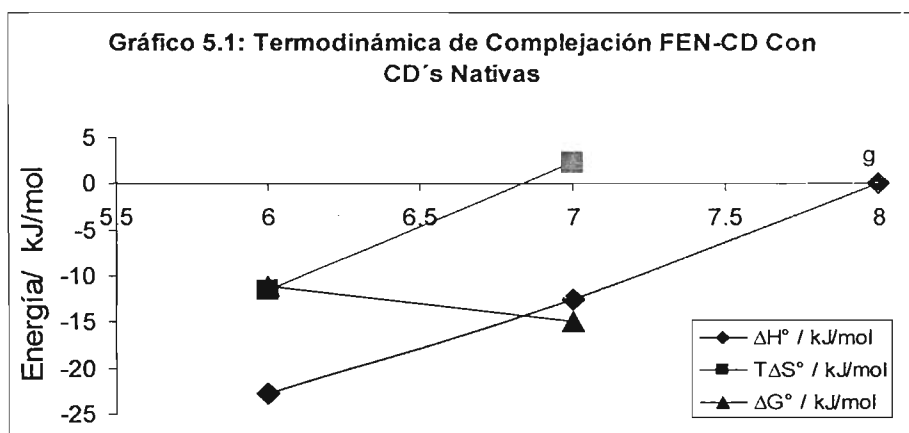 Gráfico 5.1: Termodinámica de Complejación FEN-CD Con
CD´s Nativas
Energía/ kJ/mol
5
0
-5
-10
-15
-20
-25
5.5
6
6.5
7
7.5
8
g
ΔH° / kJ/mol
TΔS° / kJ/mol
ΔG° / kJ/mol